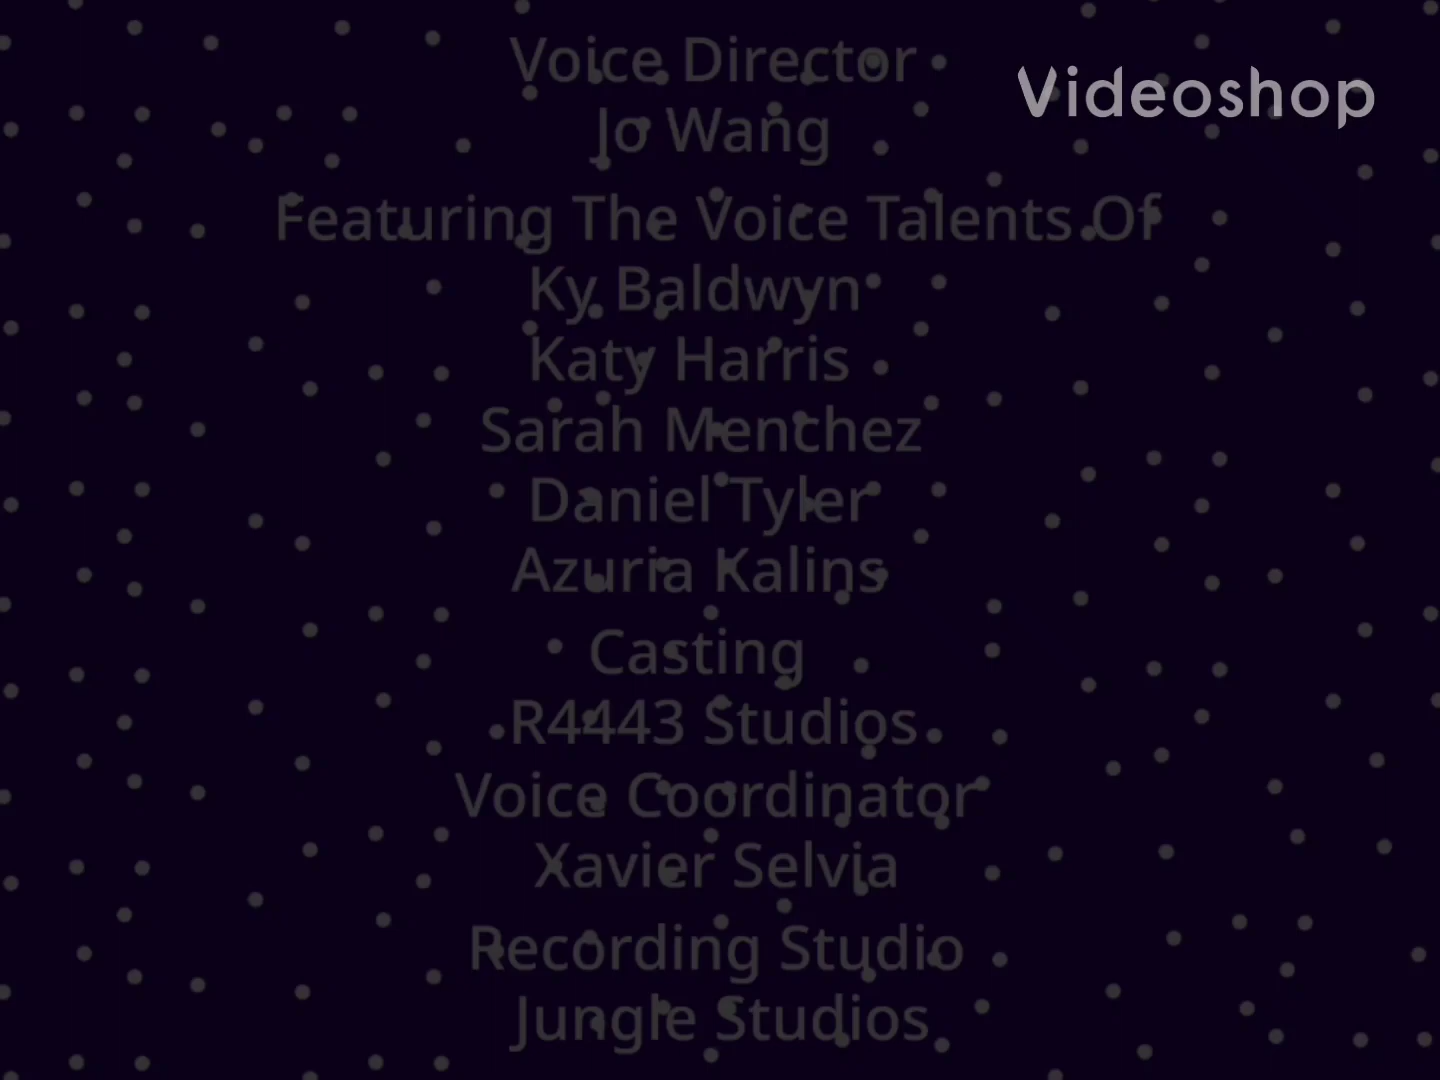 Voice Director
Videoshop
Jo Wang
Featuring The Voice Talents Of
Ky Baldwyn
Katy Harris
Sarah Menchez
Daniel Tyler
Azuria Kalins
Casting
R4443 Studios
Voice Coordinator
Xavier Selvia
Recording Studio
Jungle Studios